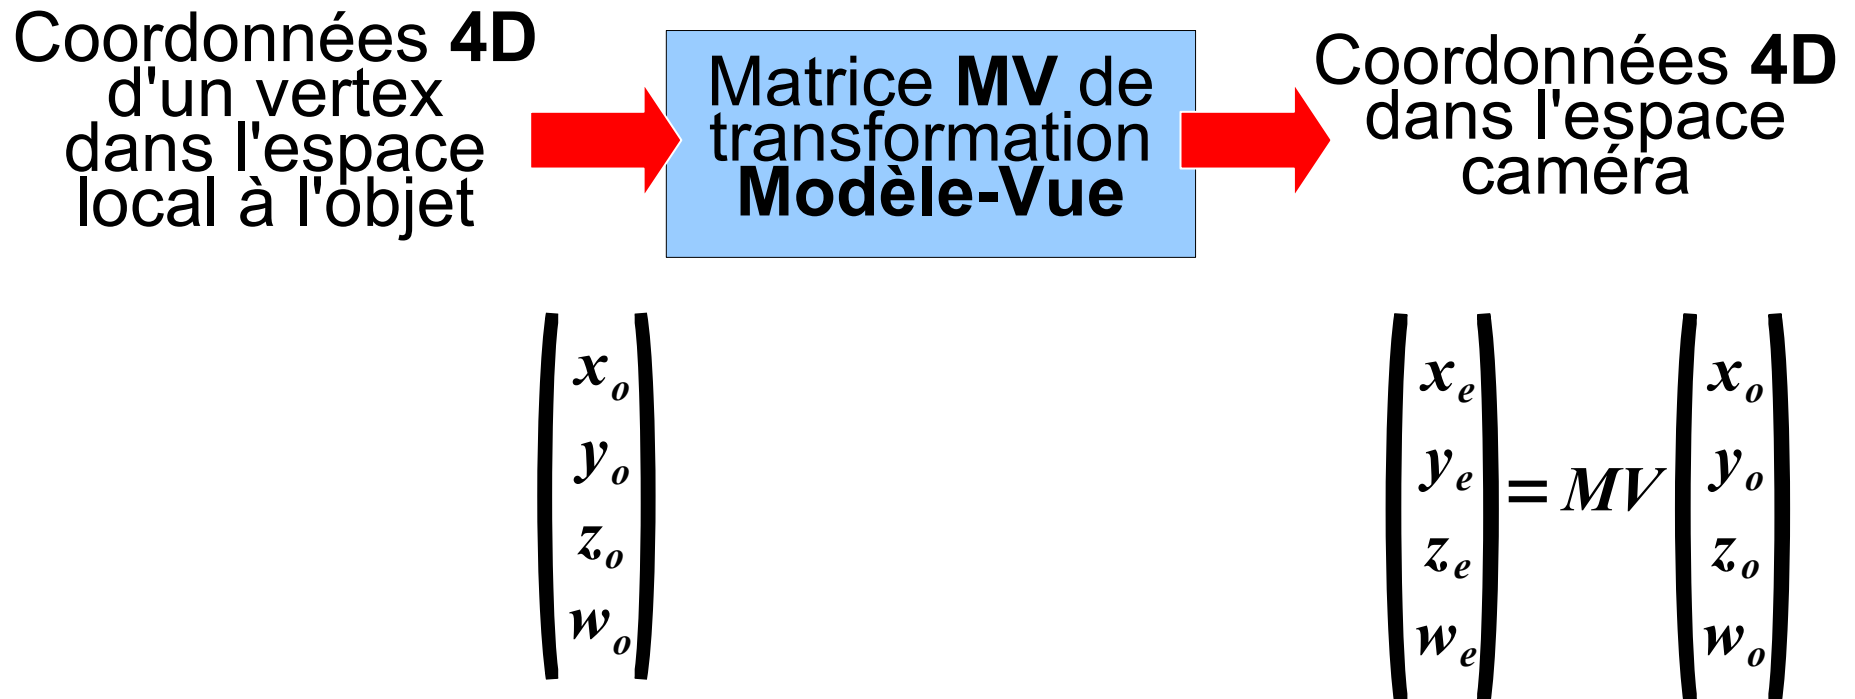 Coordonnées 4D
d'un vertex
dans l'espace
local à l'objet
Matrice MV de
transformation
Modèle-Vue
Coordonnées 4D
dans l'espace
caméra
x_o
y_o
z_o
w_o
x_e
y_e
z_e
w_e
= MV
x_o
y_o
z_o
w_o